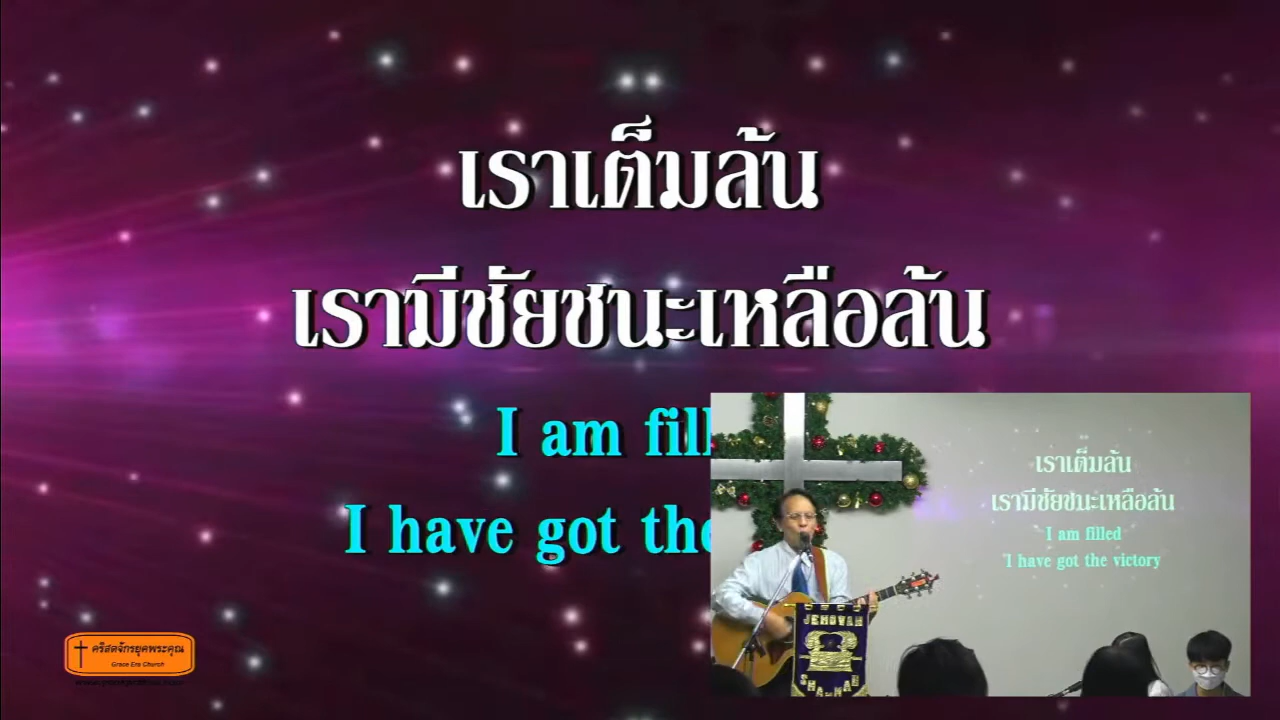 เราเต็มล้น
เรามีชัยชนะเหลือล้น
I am fill
I have got the
เราเต็มล้น
เรามีชัยชนะเหลือล้น
I am filled
I have got the victory
JEHOVAH
SHAMMAH
คริสตจักรยุคพระคุณ
Grace Era Church